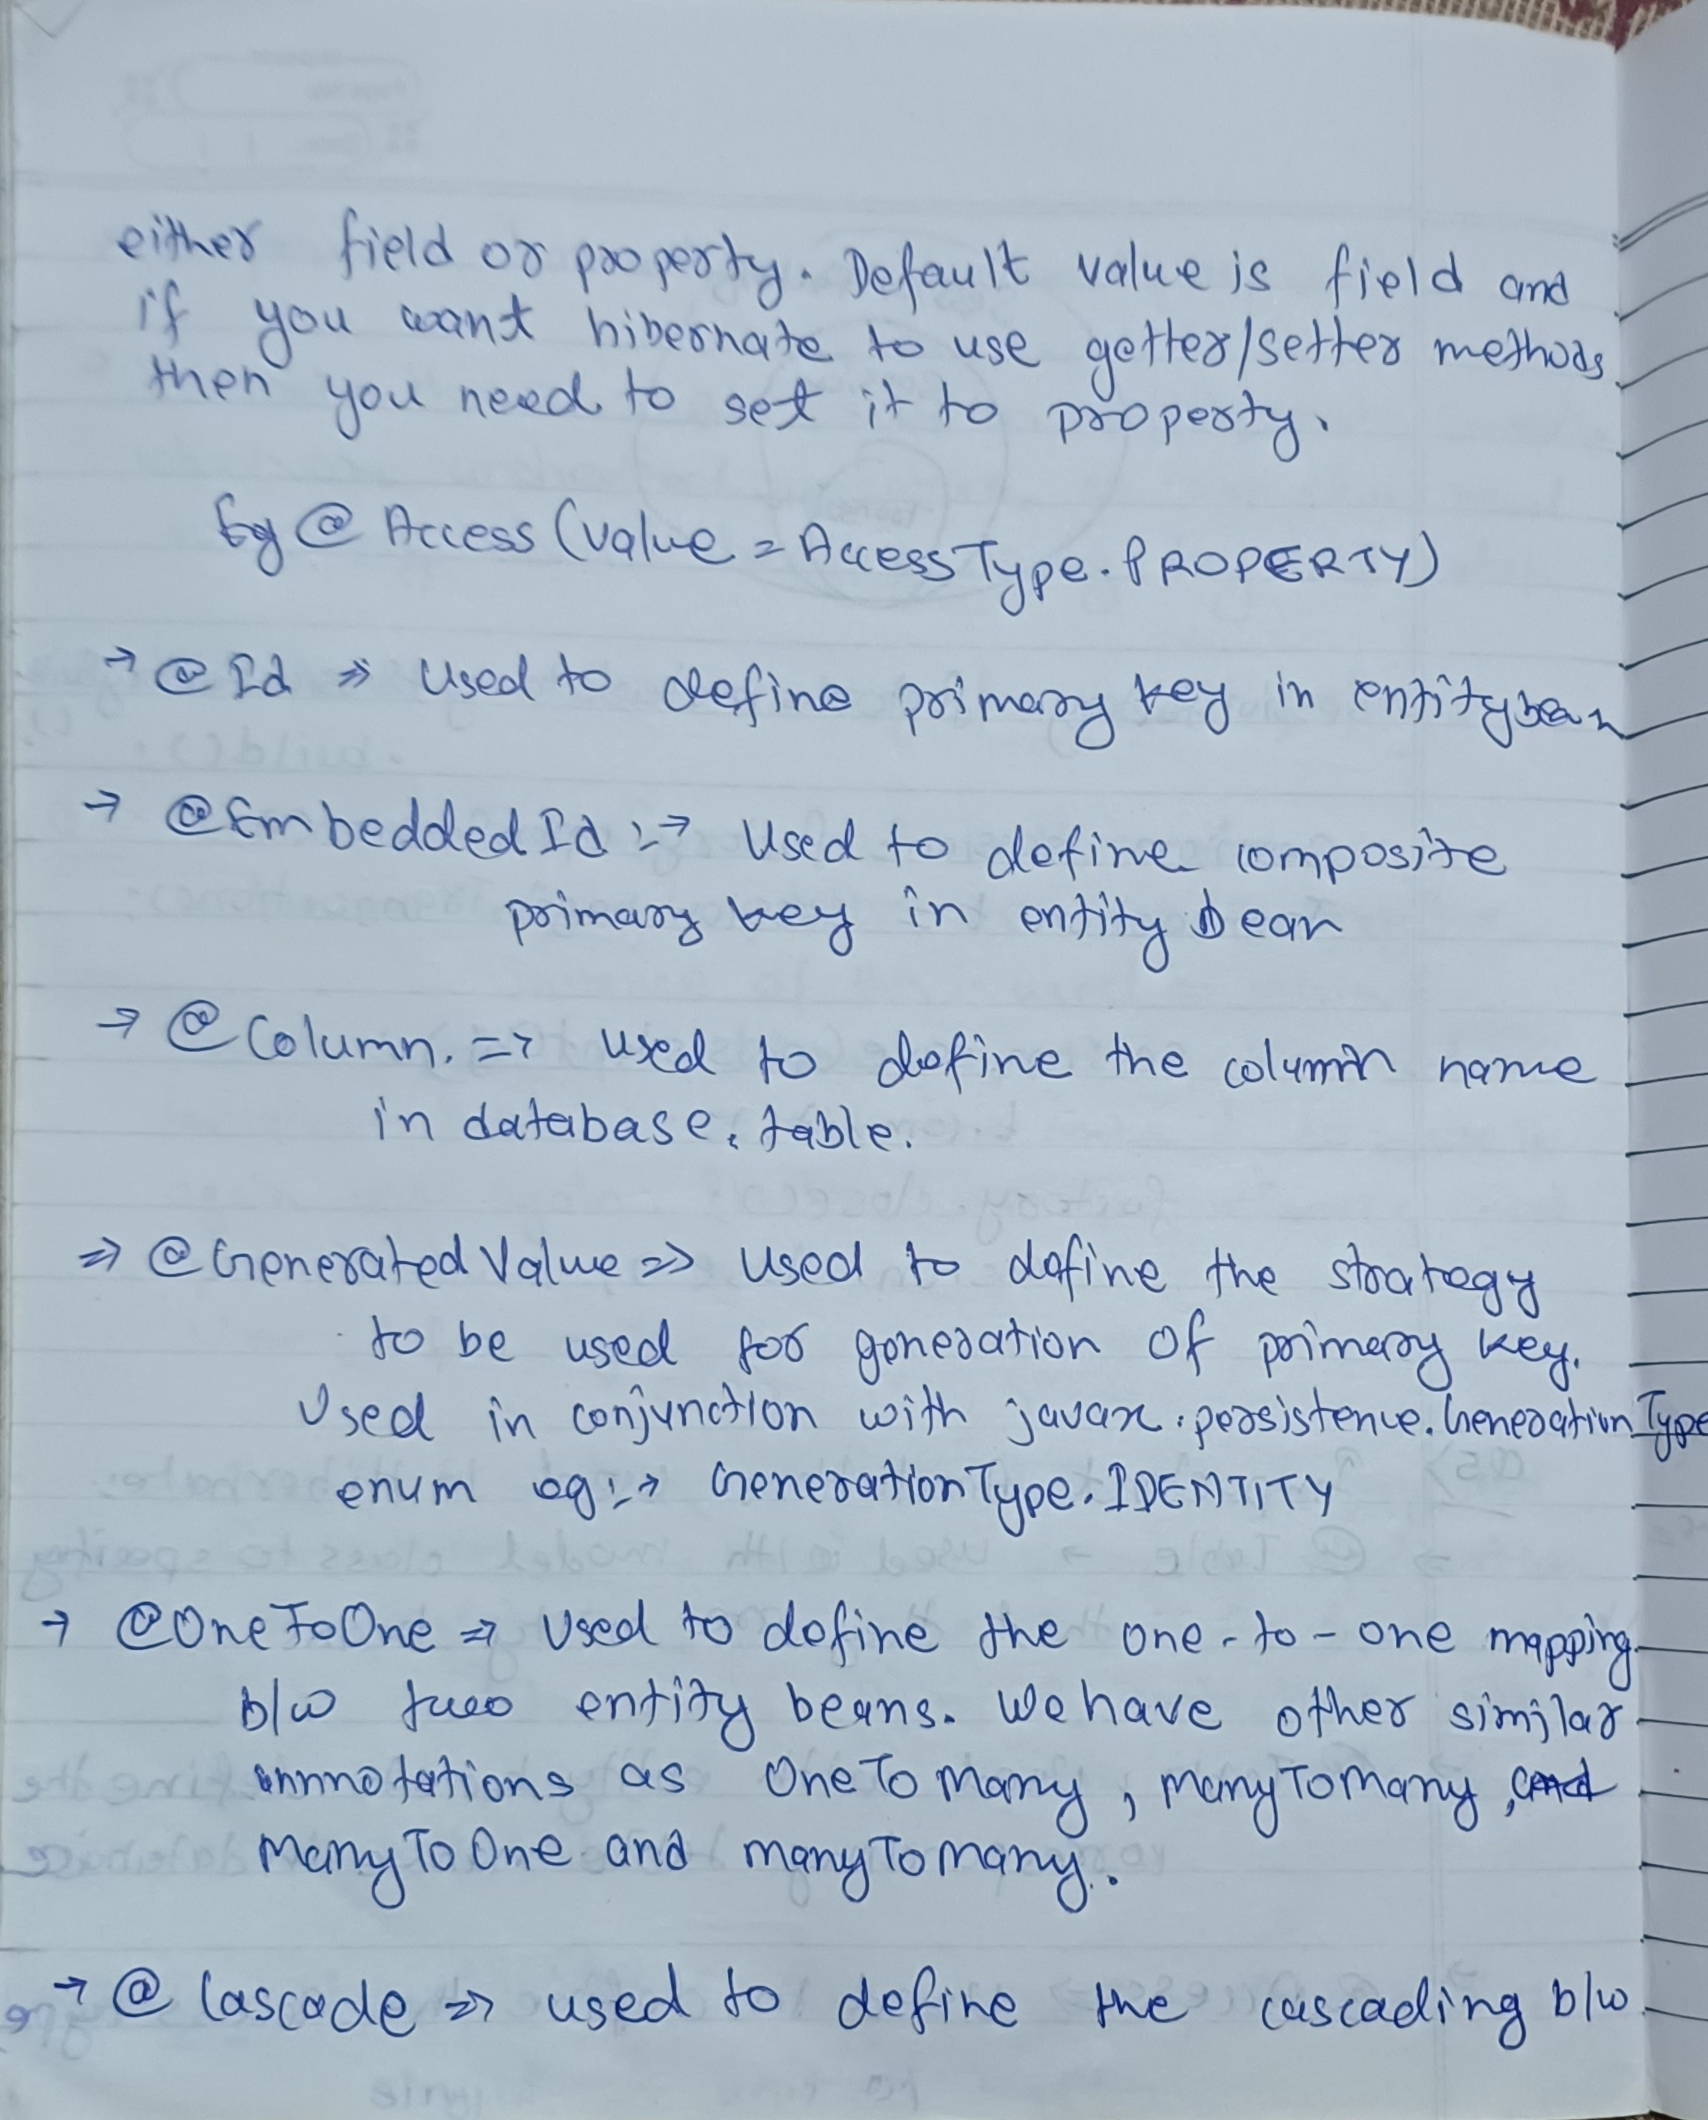 either field or property. Default value is field and
if you want hibernate to use getter/setter methods
then you need to set it to property.
Eg @ Access (value = AccessType.PROPERTY)
→ @Id ⇒ Used to define primary key in entitybean
→ @EmbeddedId :→ Used to define composite
primary key in entity bean
→ @Column. => used to define the column name
in database. table.
⇒ @GeneratedValue => used to define the strategy
to be used for generation of primary key.
Used in conjunction with javax.persistence.GenerationType
enum eg :→ GenerationType.IDENTITY
→ @OneToOne => Used to define the one-to-one mapping
b/w two entity beans. We have other similar
annnotations as OneToMany, ManyToMany, and
ManyToOne and manyTomany.
→ @ Cascade => used to define the cascading b/w